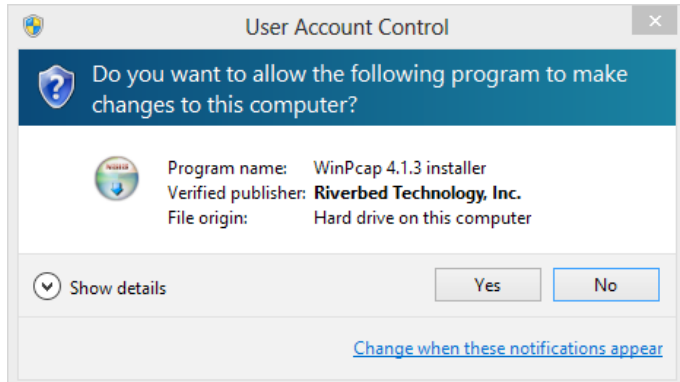 User Account Control
Do you want to allow the following program to make
changes to this computer?
Program name: WinPcap 4.1.3 installer
Verified publisher: Riverbed Technology, Inc.
File origin: Hard drive on this computer
Show details
Yes
No
Change when these notifications appear